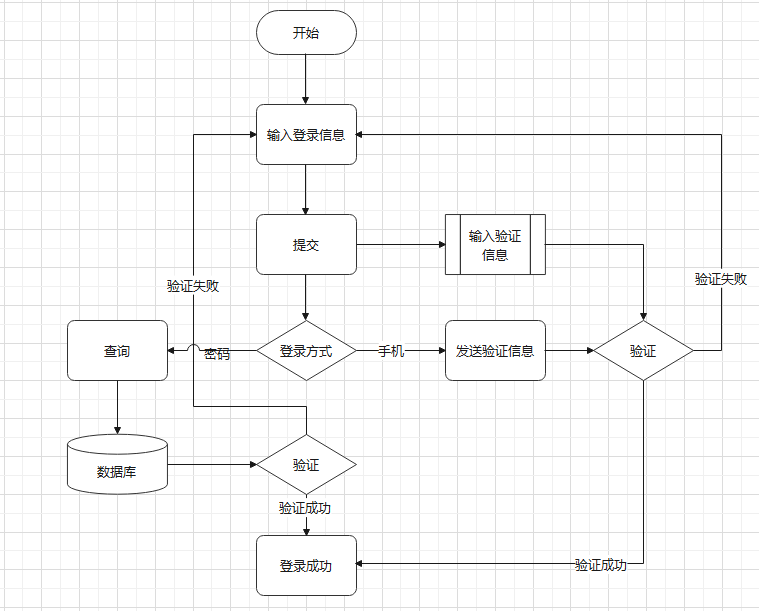 开始
输入登录信息
提交
输入验证
信息
验证失败
验证失败
查询
密码
登录方式
手机
发送验证信息
验证
数据库
验证
验证成功
登录成功
验证成功